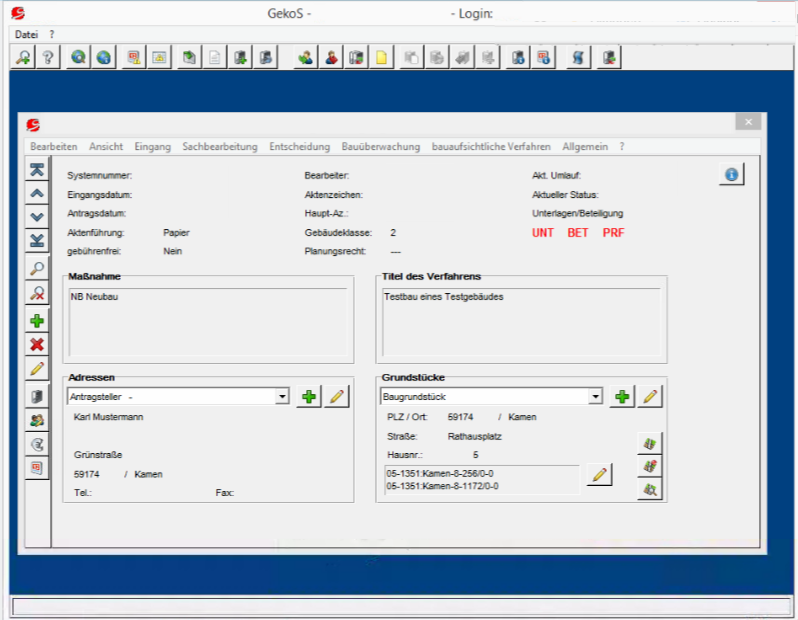 GekoS - - Login:
Datei ?
Bearbeiten Ansicht Eingang Sachbearbeitung Entscheidung Bauüberwachung bauaufsichtliche Verfahren Allgemein ?
Systemnummer: Bearbeiter: Akt. Umlauf:
Eingangsdatum: Aktenzeichen: Aktueller Status:
Antragsdatum: Haupt-Az.: Unterlagen/Beteiligung
Aktenführung: Papier Gebäudeklasse: 2 UNT BET PRF
gebührenfrei: Nein Planungsrecht: ---
Maßnahme
NB Neubau
Titel des Verfahrens
Testbau eines Testgebäudes
Adressen
Antragsteller -
Karl Mustermann
Grünstraße
59174 / Kamen
Tel.: Fax:
Grundstücke
Baugrundstück
PLZ / Ort: 59174 / Kamen
Straße: Rathausplatz
Hausnr.: 5
05-1351:Kamen-8-256/0-0
05-1351:Kamen-8-1172/0-0